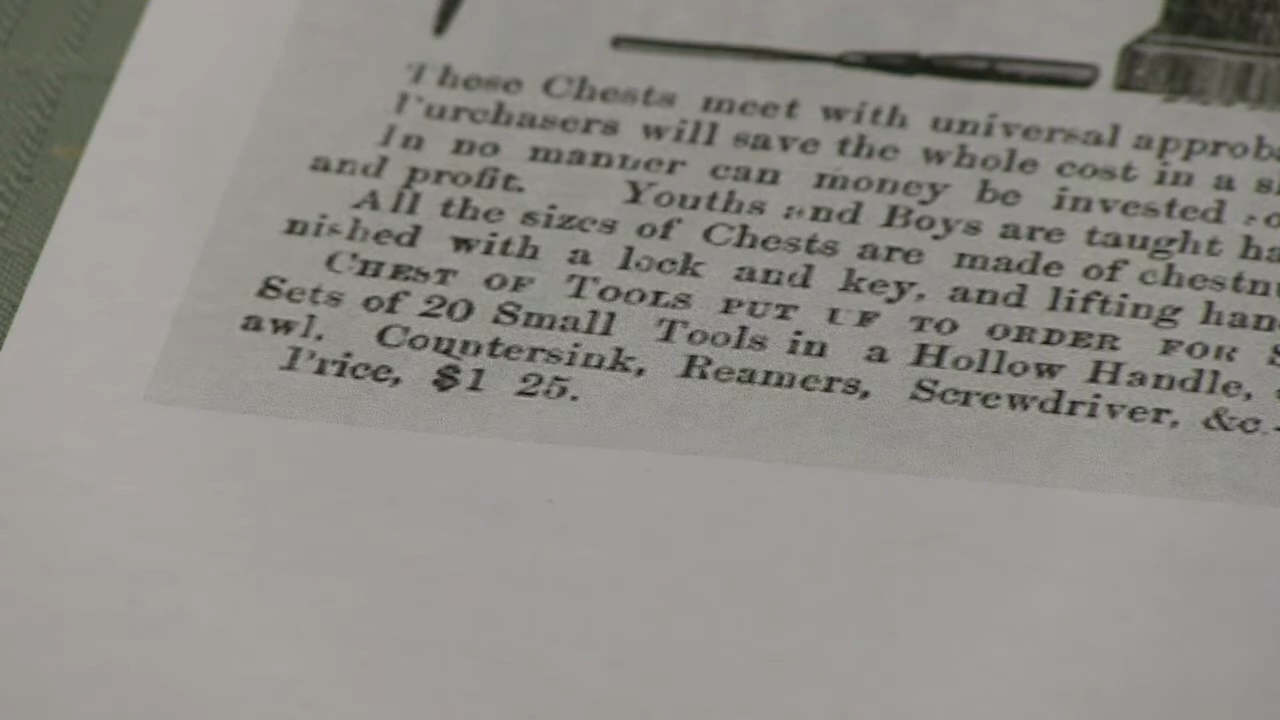 These Chests meet with universal approb
Purchasers will save the whole cost in a s
In no manner can money be invested so
and profit. Youths and Boys are taught ha
All the sizes of Chests are made of chestnu
nished with a lock and key, and lifting han
CHEST OF TOOLS PUT UP TO ORDER FOR S
Sets of 20 Small Tools in a Hollow Handle,
awl. Countersink, Reamers, Screwdriver, &c.
Price, $1 25.